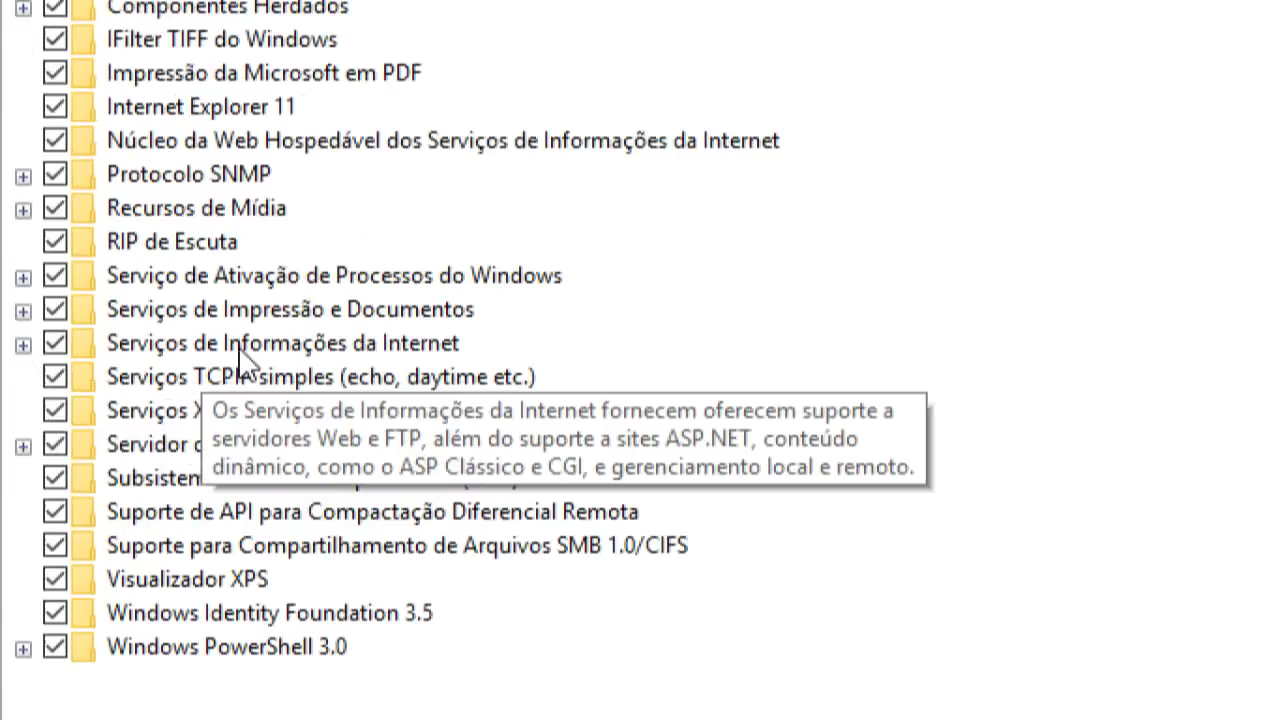 Componentes Herdados
IFilter TIFF do Windows
Impressão da Microsoft em PDF
Internet Explorer 11
Núcleo da Web Hospedável dos Serviços de Informações da Internet
Protocolo SNMP
Recursos de Mídia
RIP de Escuta
Serviço de Ativação de Processos do Windows
Serviços de Impressão e Documentos
Serviços de Informações da Internet
Serviços simples (echo, daytime etc.)
Serviços
Os Serviços de Informações da Internet fornecem oferecem suporte a
servidores Web e FTP, além do suporte a sites ASP.NET, conteúdo
dinâmico, como o ASP Clássico e CGI, e gerenciamento local e remoto.
Servidor
Suporte de API para Compactação Diferencial Remota
Suporte para Compartilhamento de Arquivos SMB 1.0/CIFS
Visualizador XPS
Windows Identity Foundation 3.5
Windows PowerShell 3.0